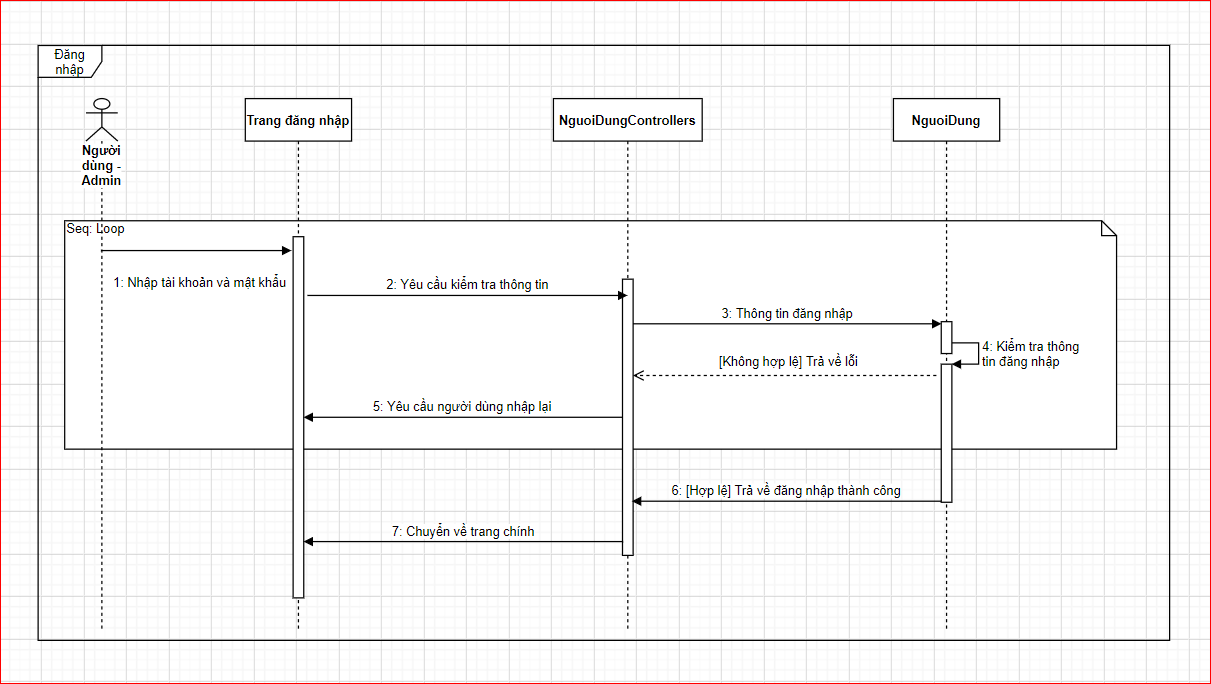 Đăng
nhập
Người
dùng -
Admin
Trang đăng nhập
NguoiDungControllers
NguoiDung
Seq: Loop
1: Nhập tài khoản và mật khẩu
2: Yêu cầu kiểm tra thông tin
3: Thông tin đăng nhập
4: Kiểm tra thông
tin đăng nhập
[Không hợp lệ] Trả về lỗi
5: Yêu cầu người dùng nhập lại
6: [Hợp lệ] Trả về đăng nhập thành công
7: Chuyển về trang chính